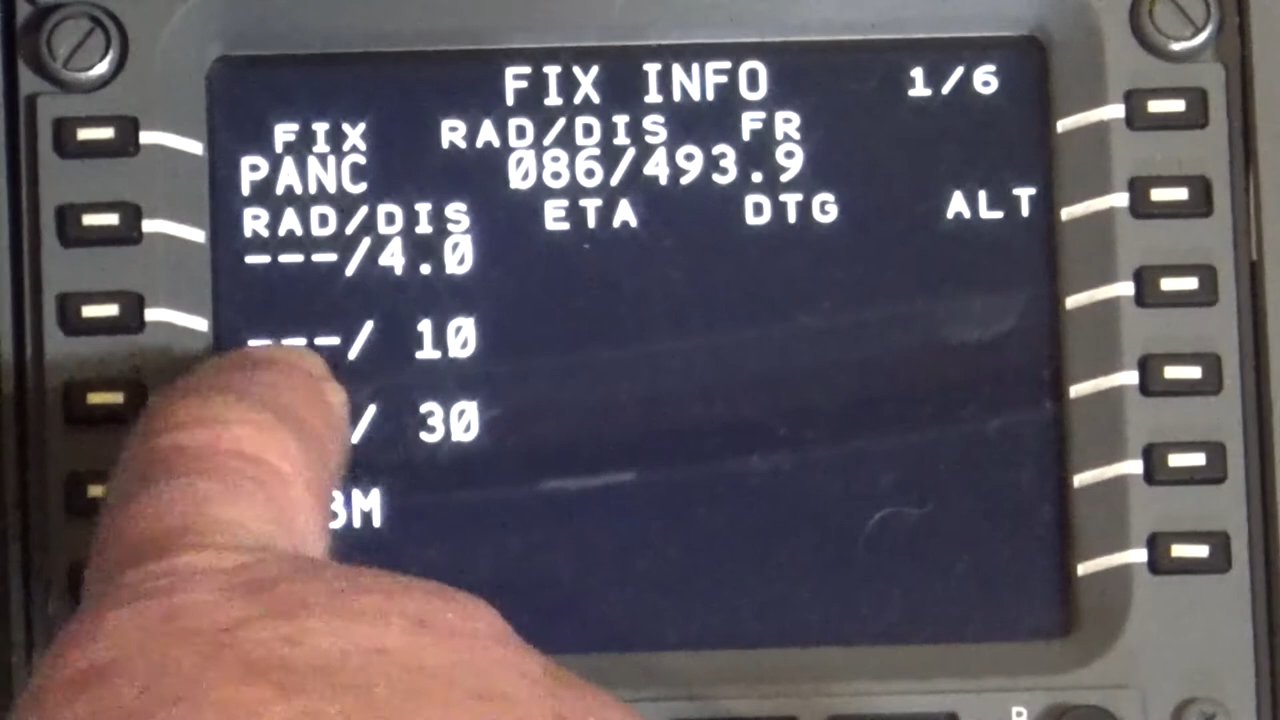 FIX INFO 1/6
FIX RAD/DIS FR
PANC 086/493.9
RAD/DIS ETA DTG ALT
---/4.0
---/ 10
/ 30